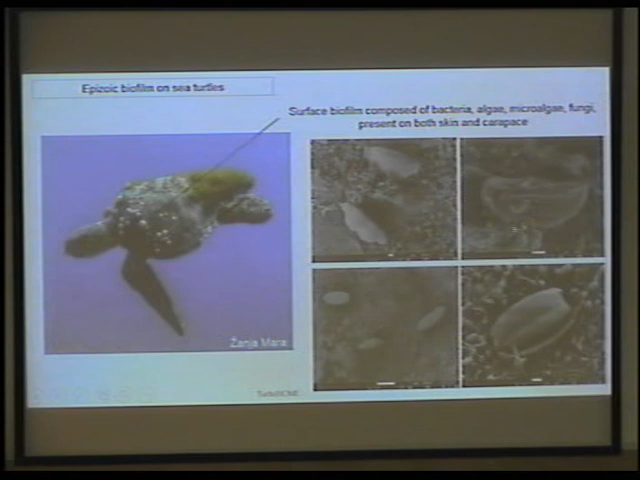 Epizoic biofilm on sea turtles
Surface biofilm composed of bacteria, algae, microalgae, fungi,
present on both skin and carapace
Žanja Mara